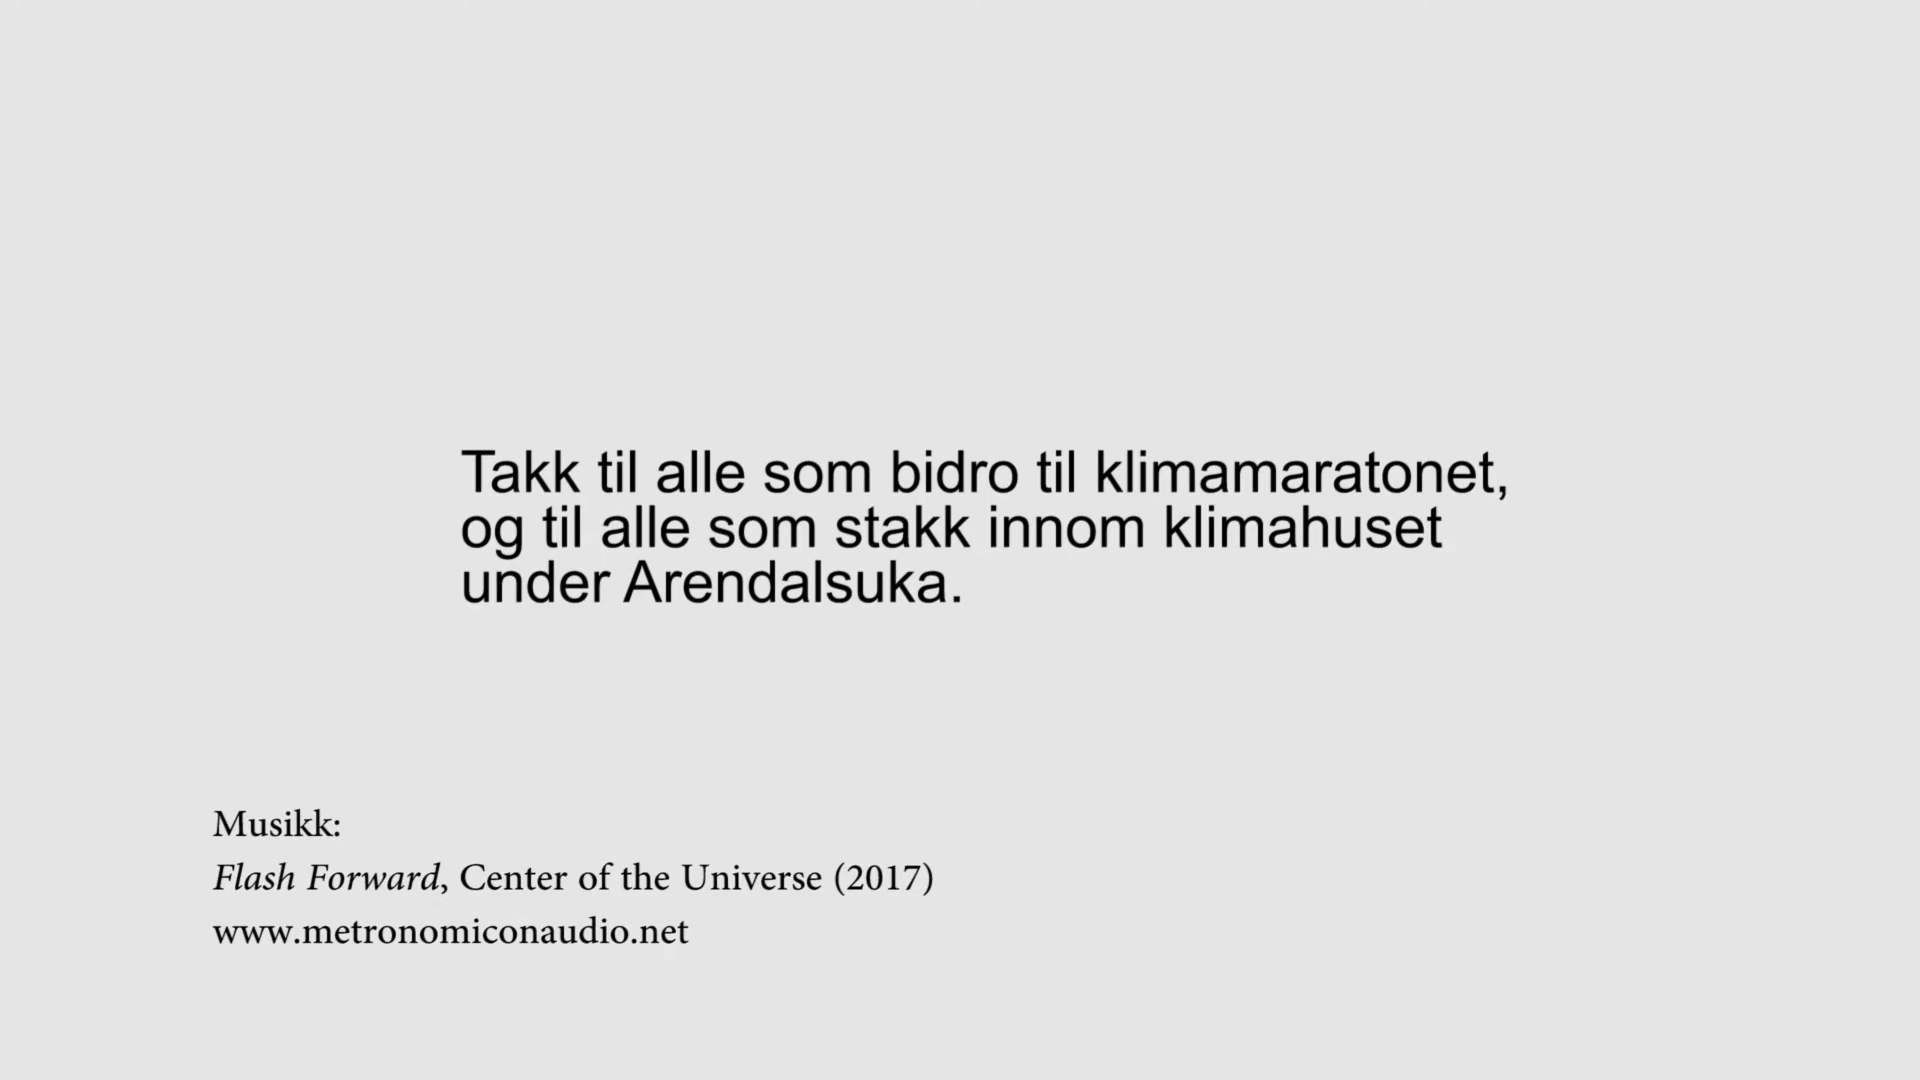 Takk til alle som bidro til klimamaratonet,
og til alle som stakk innom klimahuset
under Arendalsuka.
Musikk:
Flash Forward, Center of the Universe (2017)
www.metronomiconaudio.net